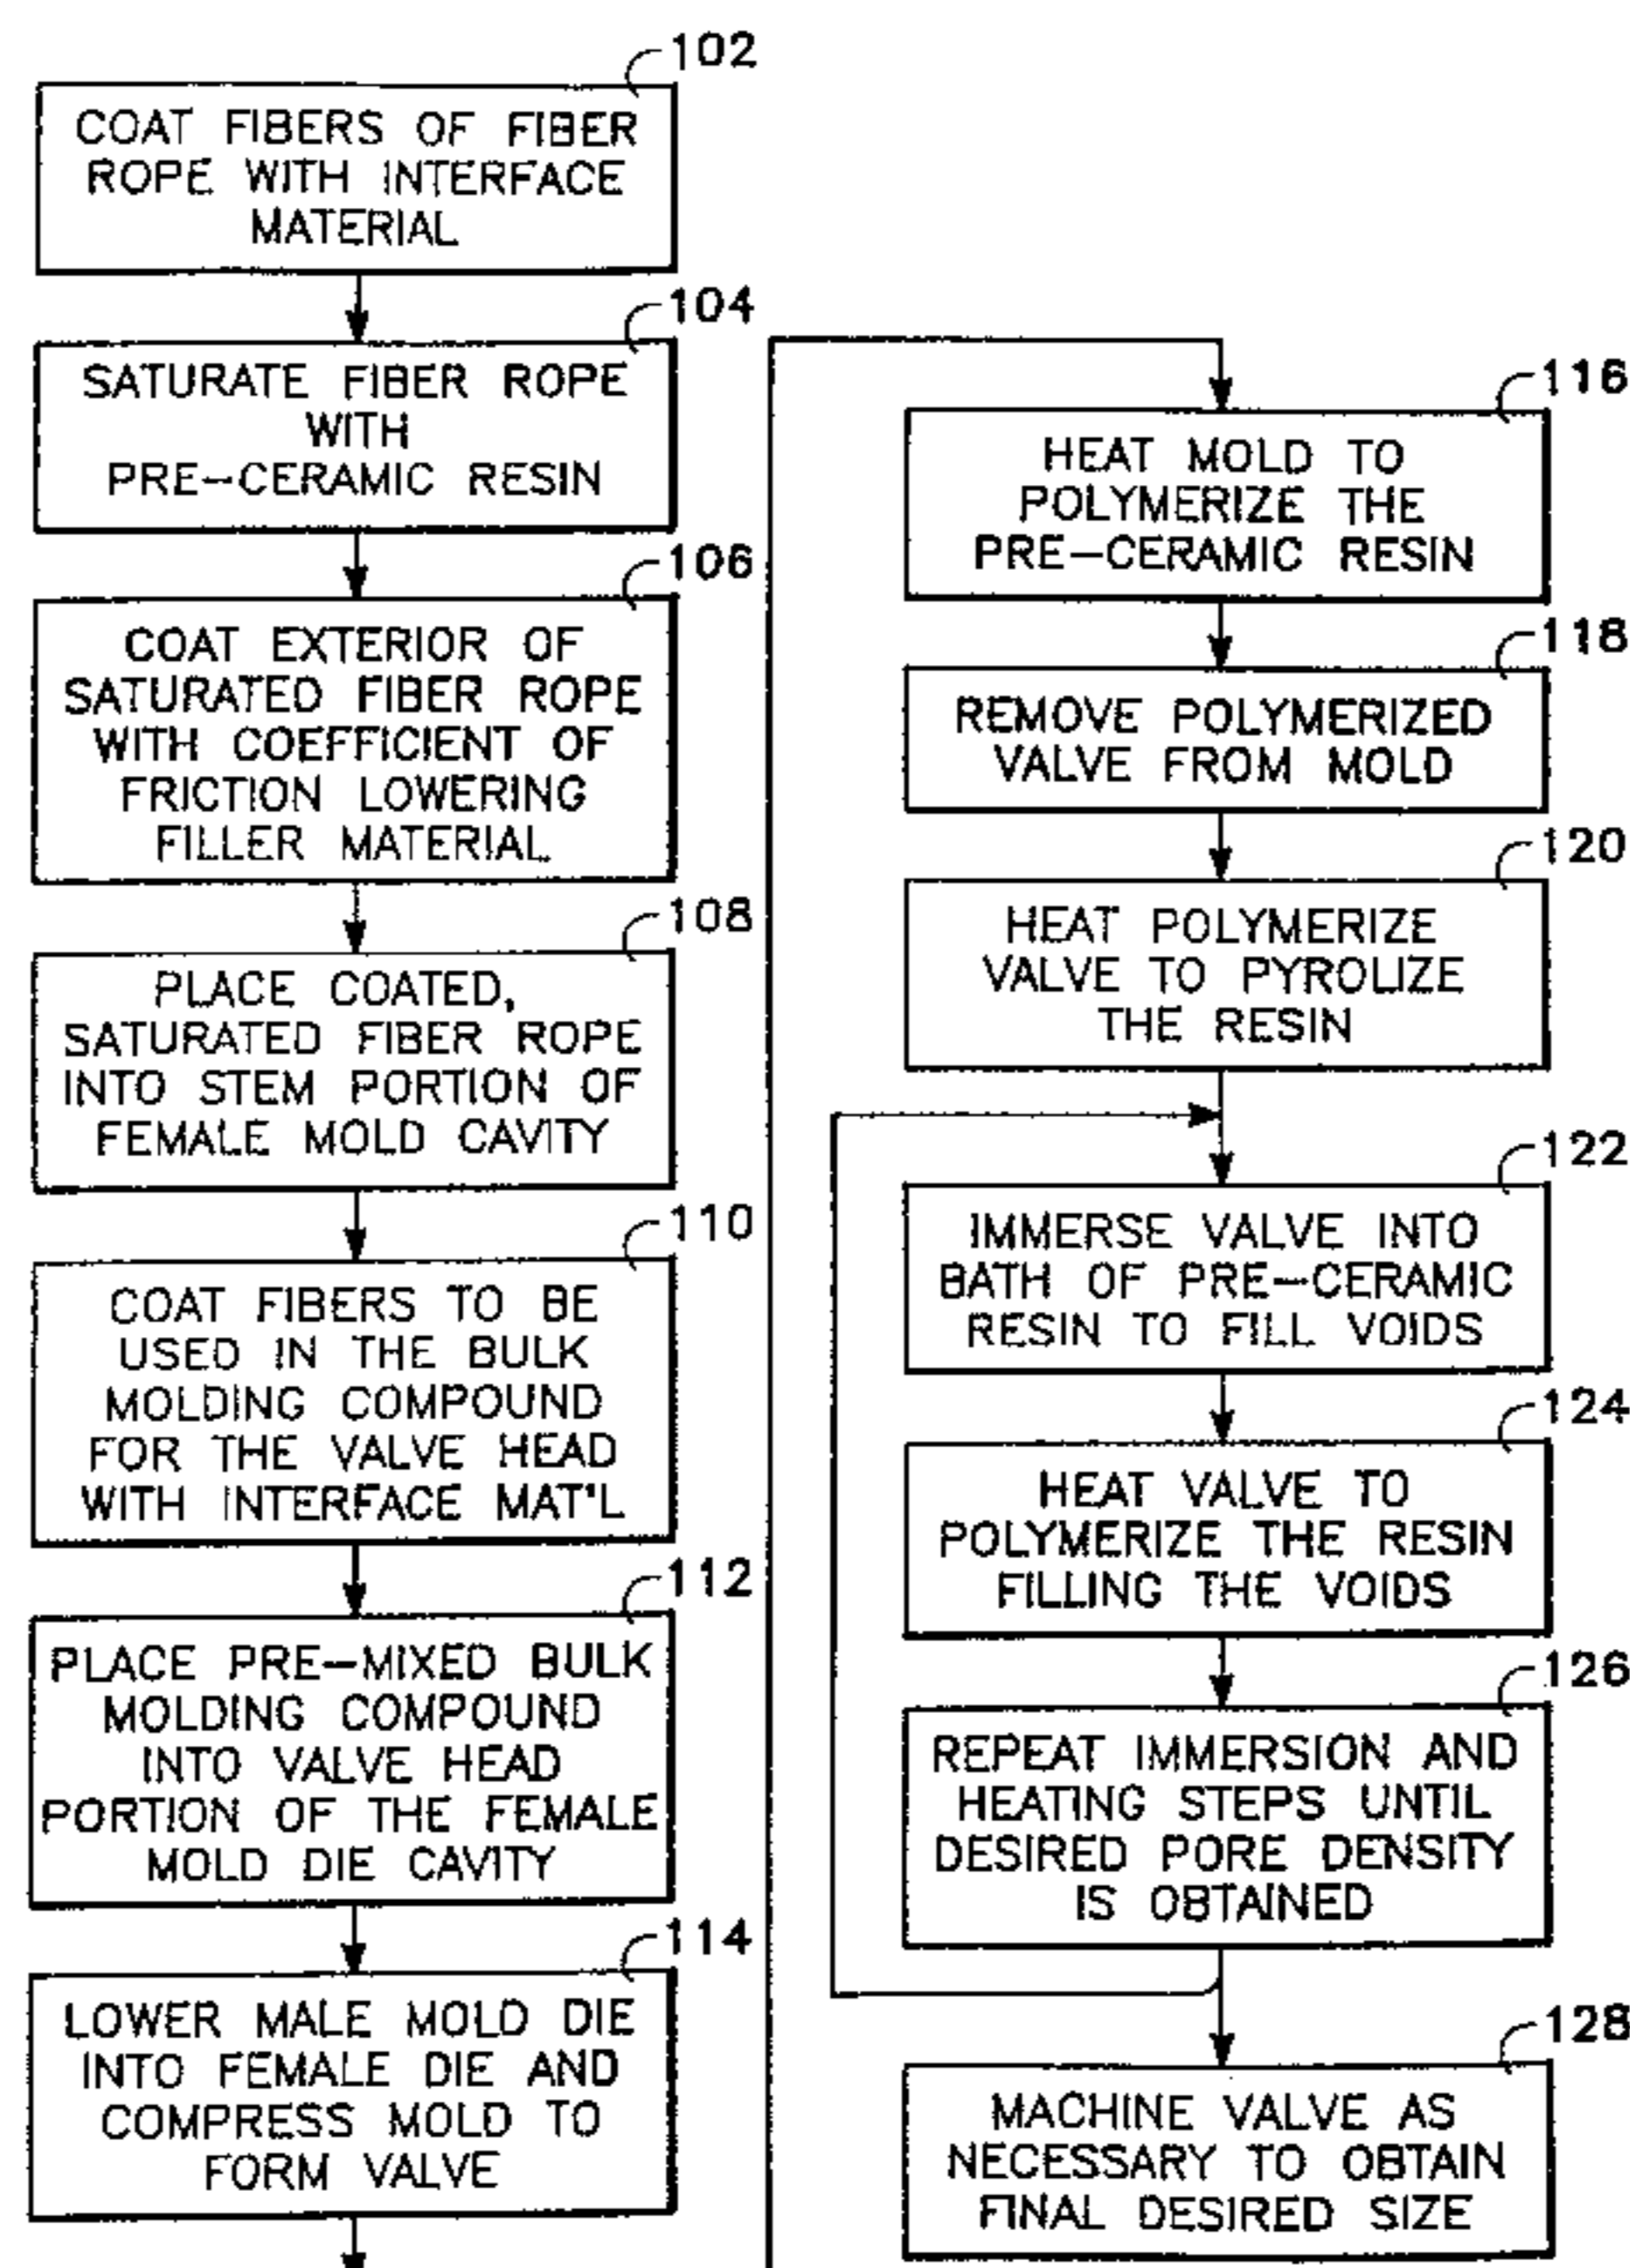 102
COAT FIBERS OF FIBER
ROPE WITH INTERFACE
MATERIAL
104
SATURATE FIBER ROPE
WITH
PRE-CERAMIC RESIN
106
COAT EXTERIOR OF
SATURATED FIBER ROPE
WITH COEFFICIENT OF
FRICTION LOWERING
FILLER MATERIAL
108
PLACE COATED,
SATURATED FIBER ROPE
INTO STEM PORTION OF
FEMALE MOLD CAVITY
110
COAT FIBERS TO BE
USED IN THE BULK
MOLDING COMPOUND
FOR THE VALVE HEAD
WITH INTERFACE MAT'L
112
PLACE PRE-MIXED BULK
MOLDING COMPOUND
INTO VALVE HEAD
PORTION OF THE FEMALE
MOLD DIE CAVITY
114
LOWER MALE MOLD DIE
INTO FEMALE DIE AND
COMPRESS MOLD TO
FORM VALVE
116
HEAT MOLD TO
POLYMERIZE THE
PRE-CERAMIC RESIN
118
REMOVE POLYMERIZED
VALVE FROM MOLD
120
HEAT POLYMERIZE
VALVE TO PYROLIZE
THE RESIN
122
IMMERSE VALVE INTO
BATH OF PRE-CERAMIC
RESIN TO FILL VOIDS
124
HEAT VALVE TO
POLYMERIZE THE RESIN
FILLING THE VOIDS
126
REPEAT IMMERSION AND
HEATING STEPS UNTIL
DESIRED PORE DENSITY
IS OBTAINED
128
MACHINE VALVE AS
NECESSARY TO OBTAIN
FINAL DESIRED SIZE